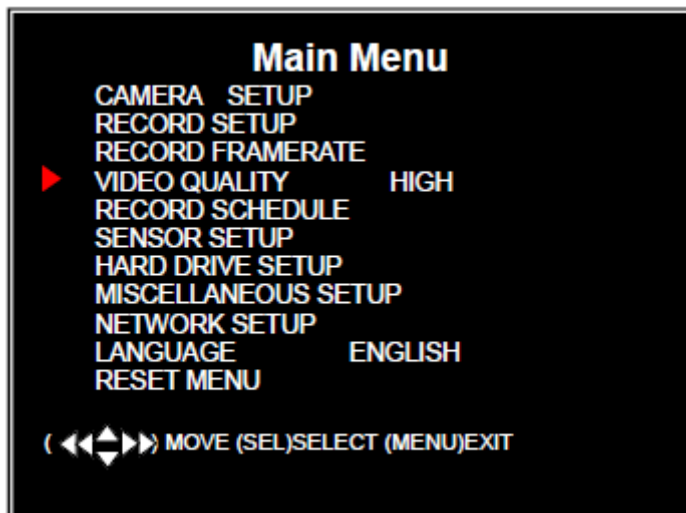 Main Menu
CAMERA SETUP
RECORD SETUP
RECORD FRAMERATE
VIDEO QUALITY HIGH
RECORD SCHEDULE
SENSOR SETUP
HARD DRIVE SETUP
MISCELLANEOUS SETUP
NETWORK SETUP
LANGUAGE ENGLISH
RESET MENU
( ◀◀▲▼▶▶) MOVE (SEL)SELECT (MENU)EXIT